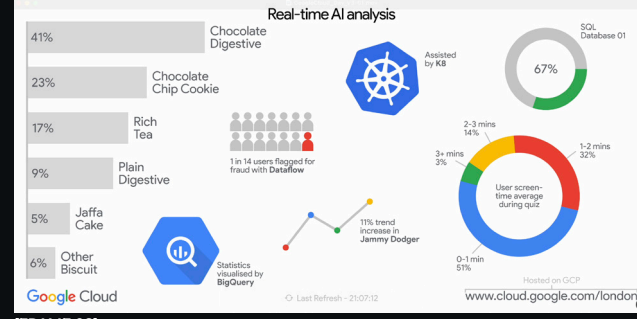 Real-time AI analysis
41%
Chocolate
Digestive
23%
Chocolate
Chip Cookie
17%
Rich
Tea
9%
Plain
Digestive
5%
Jaffa
Cake
6%
Other
Biscuit
Google Cloud
Assisted
by K8
1 in 14 users flagged for
fraud with Dataflow
Statistics
visualised by
BigQuery
11% trend
increase in
Jammy Dodger
Last Refresh - 21:07:12
SQL
Database 01
67%
2-3 mins
14%
3+ mins
3%
1-2 mins
32%
User screen-
time average
during quiz
0-1 min
51%
Hosted on GCP
www.cloud.google.com/london